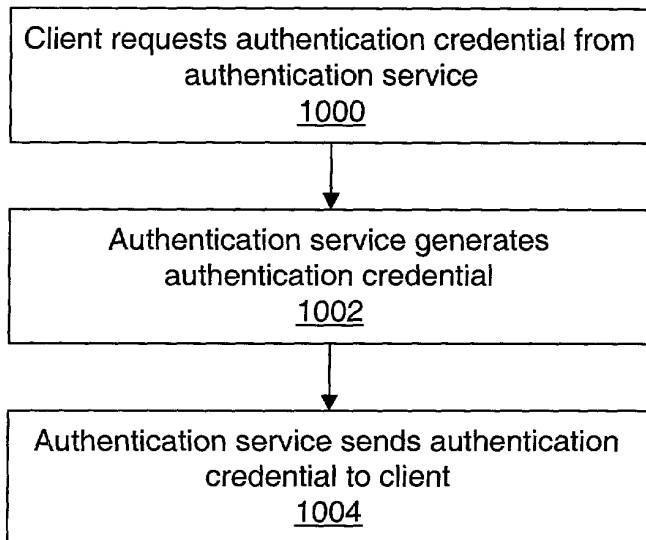 Client requests authentication credential from
authentication service
1000
Authentication service generates
authentication credential
1002
Authentication service sends authentication
credential to client
1004